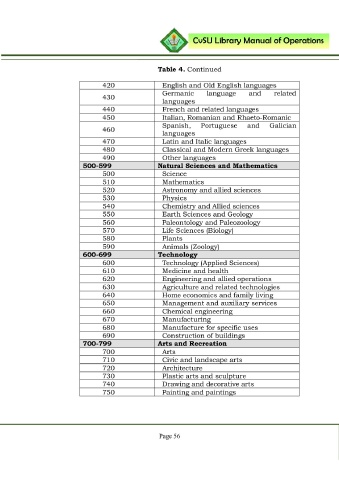 CvSU Library Manual of Operations
Table 4. Continued
420 English and Old English languages
430 Germanic language and related
languages
440 French and related languages
450 Italian, Romanian and Rhaeto-Romanic
460 Spanish, Portuguese and Galician
languages
470 Latin and Italic languages
480 Classical and Modern Greek languages
490 Other languages
500-599 Natural Sciences and Mathematics
500 Science
510 Mathematics
520 Astronomy and allied sciences
530 Physics
540 Chemistry and Allied sciences
550 Earth Sciences and Geology
560 Paleontology and Paleozoology
570 Life Sciences (Biology)
580 Plants
590 Animals (Zoology)
600-699 Technology
600 Technology (Applied Sciences)
610 Medicine and health
620 Engineering and allied operations
630 Agriculture and related technologies
640 Home economics and family living
650 Management and auxiliary services
660 Chemical engineering
670 Manufacturing
680 Manufacture for specific uses
690 Construction of buildings
700-799 Arts and Recreation
700 Arts
710 Civic and landscape arts
720 Architecture
730 Plastic arts and sculpture
740 Drawing and decorative arts
750 Painting and paintings
Page 56